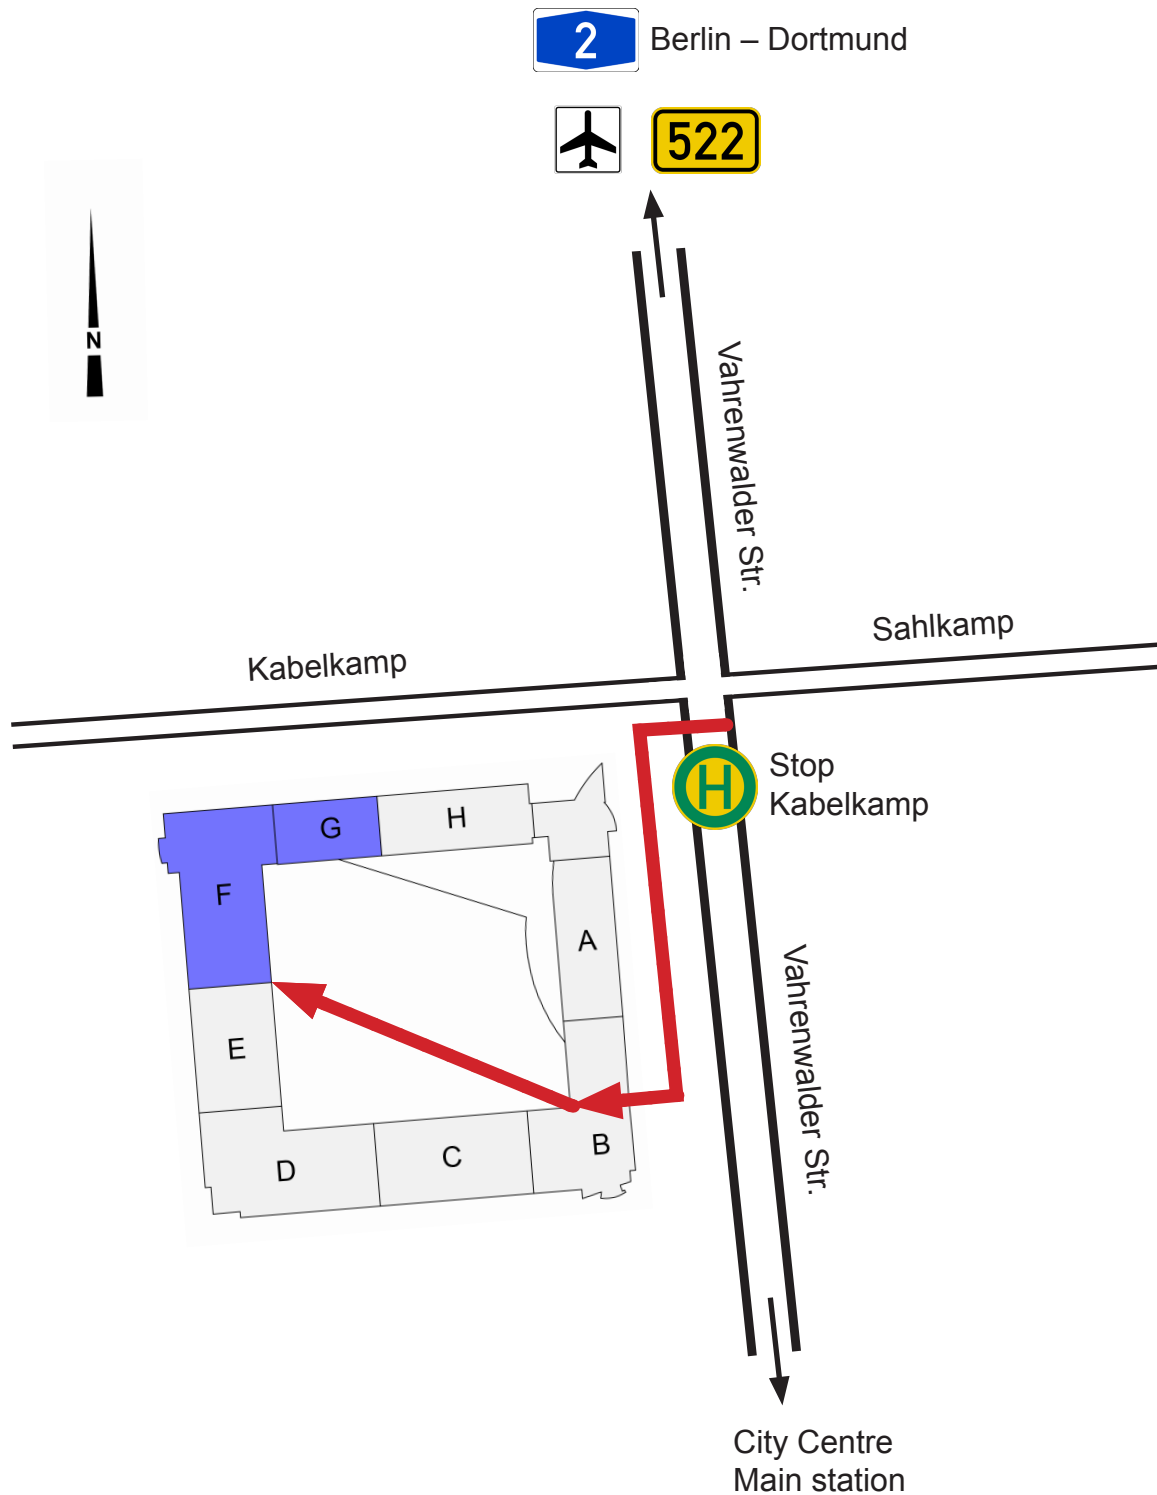 2 Berlin – Dortmund
522
N
Vahrenwalder Str.
Sahlkamp
Kabelkamp
H
Stop
Kabelkamp
G
H
F
A
E
B
C
D
Vahrenwalder Str.
City Centre
Main station